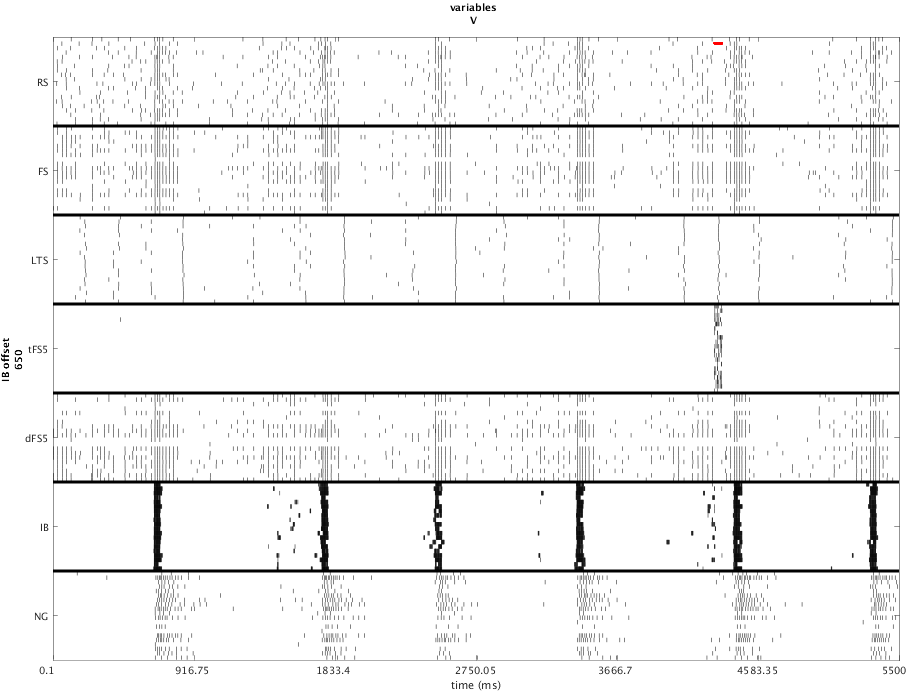 variables
V
RS
FS
LTS
tFS5
dFS5
IB
NG
IB offset
650
0.1
916.75
1833.4
2750.05
3666.7
4583.35
5500
time (ms)